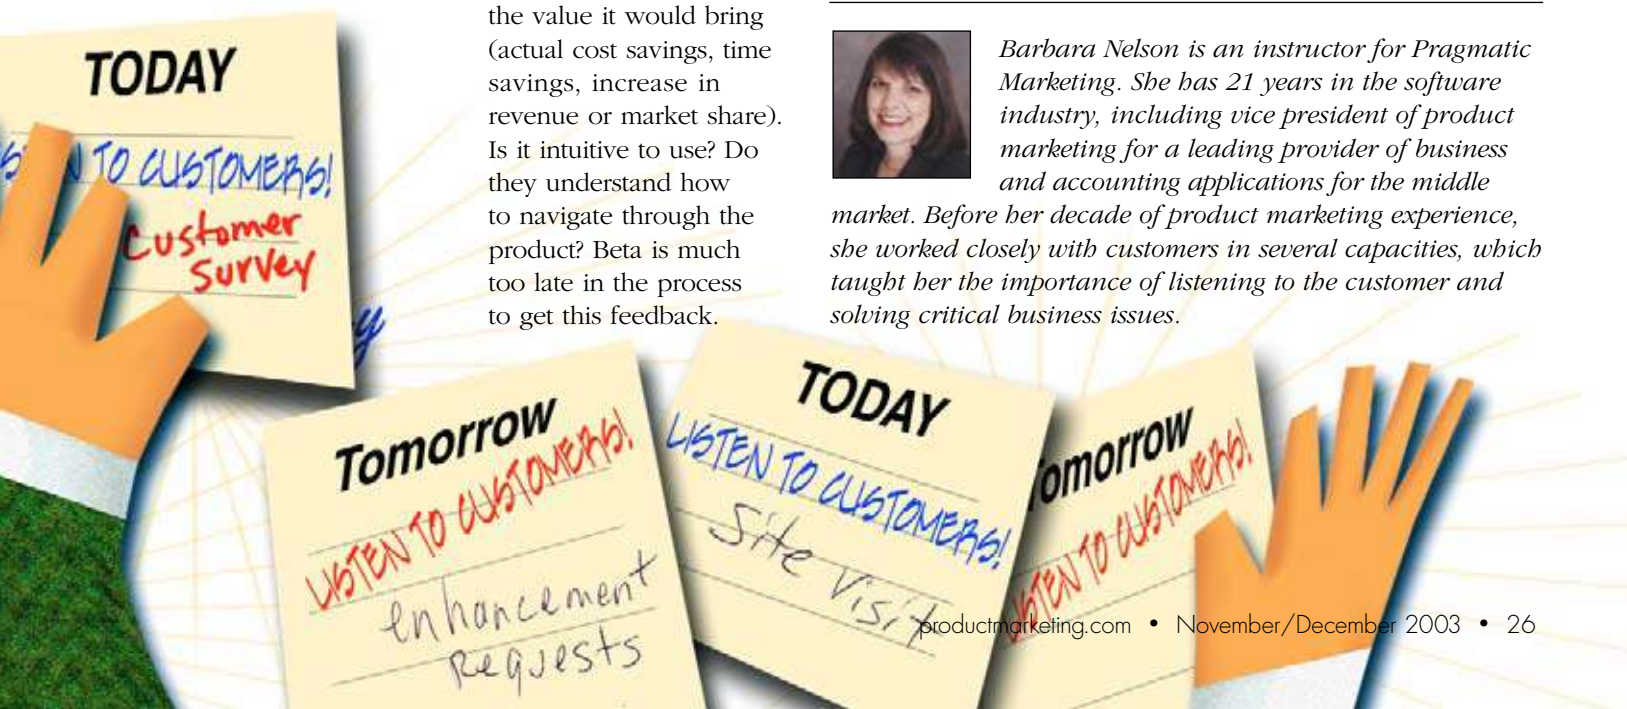 the value it would bring
(actual cost savings, time
savings, increase in
revenue or market share).
Is it intuitive to use? Do
they understand how
to navigate through the
product? Beta is much
too late in the process
to get this feedback.
Barbara Nelson is an instructor for Pragmatic
Marketing. She has 21 years in the software
industry, including vice president of product
marketing for a leading provider of business
and accounting applications for the middle
market. Before her decade of product marketing experience,
she worked closely with customers in several capacities, which
taught her the importance of listening to the customer and
solving critical business issues.
TODAY
TO CUSTOMERS!
Customer
Survey
Tomorrow
LISTEN TO CUSTOMERS!
enhancement
Requests
TODAY
LISTEN TO CUSTOMERS!
Site Visit
Tomorrow
LISTEN TO CUSTOMERS!
productmarketing.com • November/December 2003 • 26